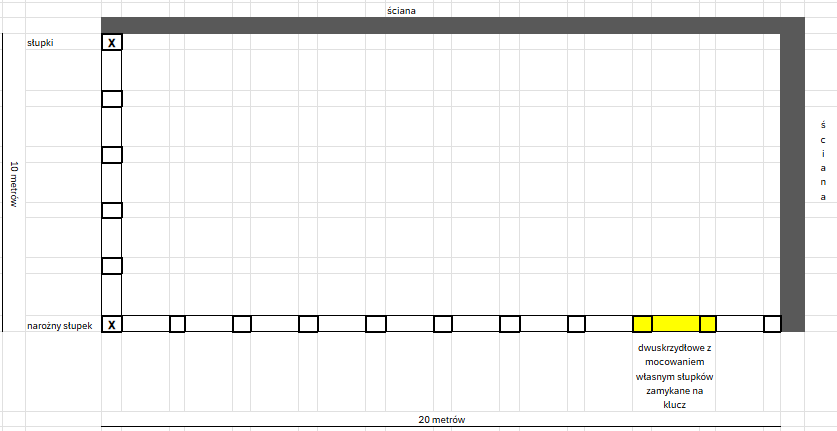 ściana
słupki
X
10 metrów
ś
c
i
a
n
a
narożny słupek
X
dwuskrzydłowe z
mocowaniem
własnym słupków
zamykane na
klucz
20 metrów